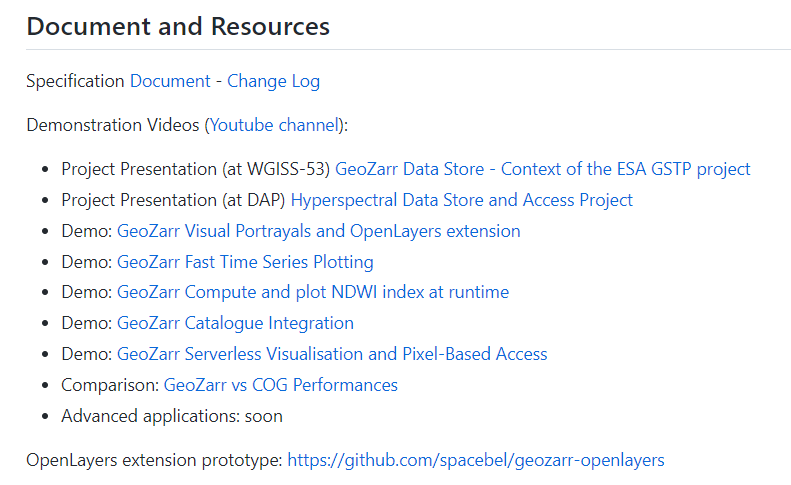 Document and Resources
Specification Document - Change Log
Demonstration Videos (Youtube channel):
• Project Presentation (at WGISS-53) GeoZarr Data Store - Context of the ESA GSTP project
• Project Presentation (at DAP) Hyperspectral Data Store and Access Project
• Demo: GeoZarr Visual Portrayals and OpenLayers extension
• Demo: GeoZarr Fast Time Series Plotting
• Demo: GeoZarr Compute and plot NDWI index at runtime
• Demo: GeoZarr Catalogue Integration
• Demo: GeoZarr Serverless Visualisation and Pixel-Based Access
• Comparison: GeoZarr vs COG Performances
• Advanced applications: soon
OpenLayers extension prototype: https://github.com/spacebel/geozarr-openlayers